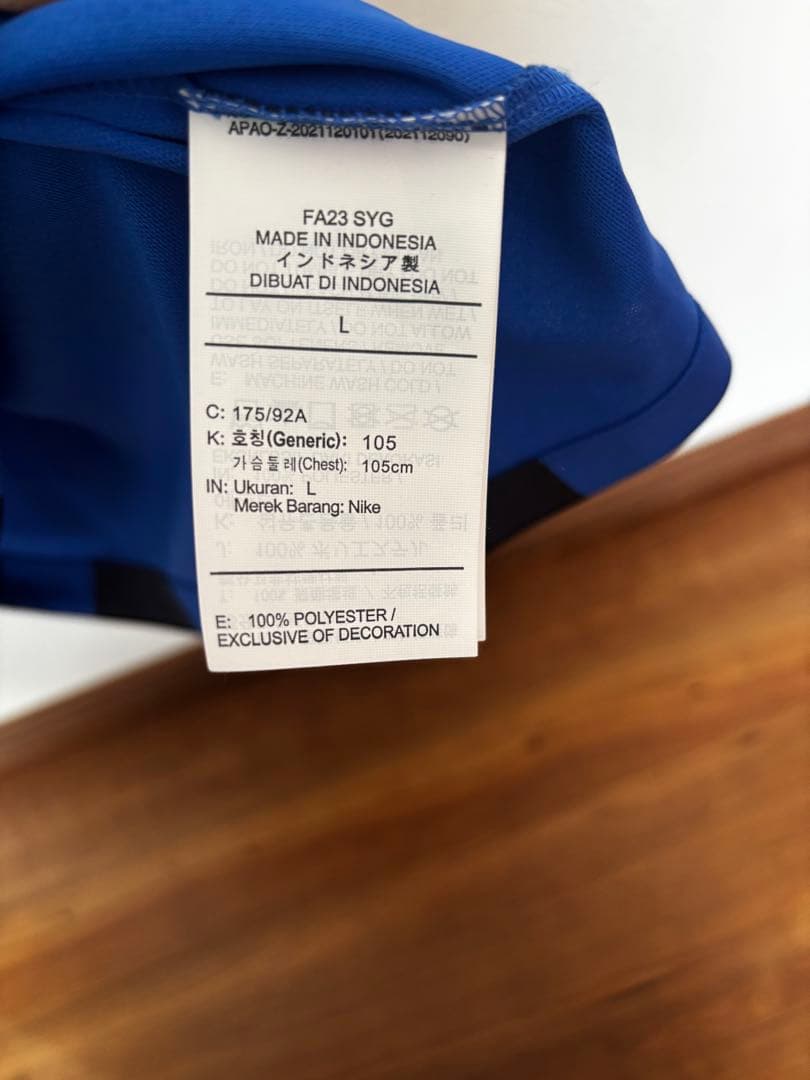 APAO-Z-2021120101(202112090)
FA23 SYG
MADE IN INDONESIA
インドネシア製
DIBUAT DI INDONESIA
L
C: 175/92A
K: 호칭(Generic): 105
가슴둘레(Chest): 105cm
IN: Ukuran: L
Merek Barang: Nike
E: 100% POLYESTER /
EXCLUSIVE OF DECORATION